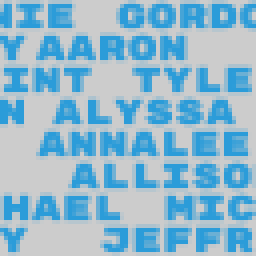 NIE GORDO
Y AARON
INT TYLE
N ALYSSA
ANNALEE
ALLISO
HAEL MIC
Y JEFFR